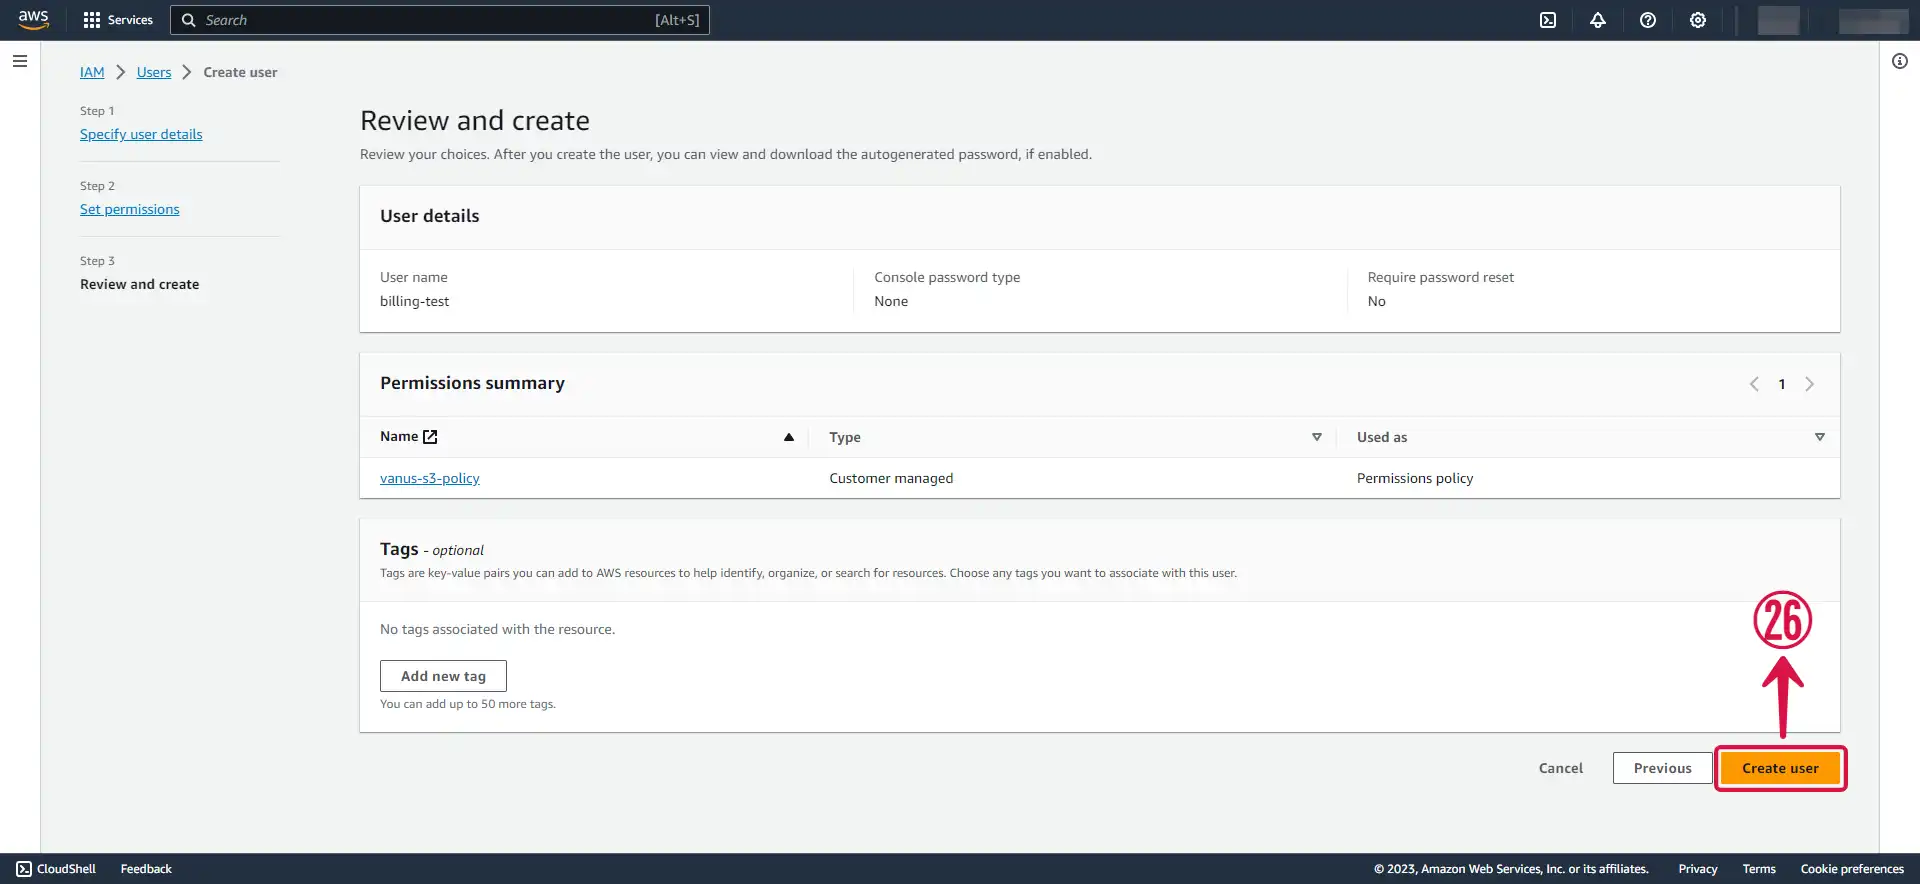 aws
Services
Search
[Alt+S]
IAM
Users
Create user
Step 1
Specify user details
Step 2
Set permissions
Step 3
Review and create
Review and create
Review your choices. After you create the user, you can view and download the autogenerated password, if enabled.
User details
User name
billing-test
Console password type
None
Require password reset
No
Permissions summary
1
Name
Type
Used as
vanus-s3-policy
Customer managed
Permissions policy
Tags - optional
Tags are key-value pairs you can add to AWS resources to help identify, organize, or search for resources. Choose any tags you want to associate with this user.
No tags associated with the resource.
Add new tag
You can add up to 50 more tags.
26
Cancel
Previous
Create user
CloudShell
Feedback
© 2023, Amazon Web Services, Inc. or its affiliates.
Privacy
Terms
Cookie preferences